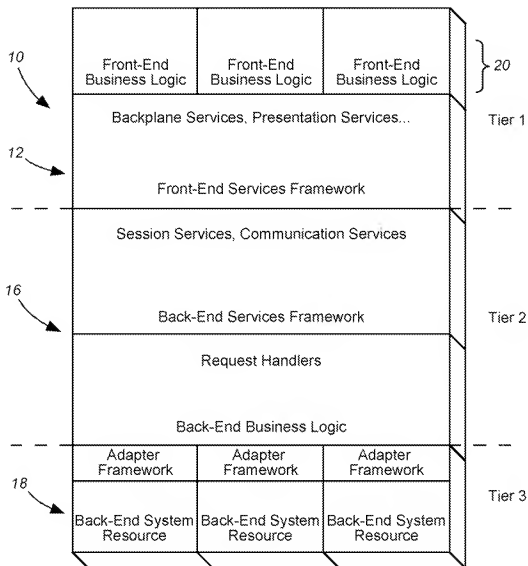 Front-End Front-End Front-End
Business Logic Business Logic Business Logic
20
10
Backplane Services, Presentation Services...
Tier 1
12
Front-End Services Framework
Session Services, Communication Services
16
Back-End Services Framework
Tier 2
Request Handlers
Back-End Business Logic
Adapter Adapter Adapter
Framework Framework Framework
18
Tier 3
Back-End System Back-End System Back-End System
Resource Resource Resource